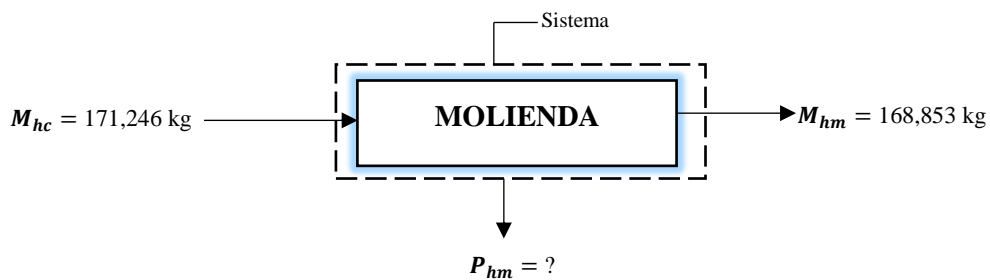 Sistema
M_hc = 171,246 kg
MOLIENDA
M_hm = 168,853 kg
P_hm = ?